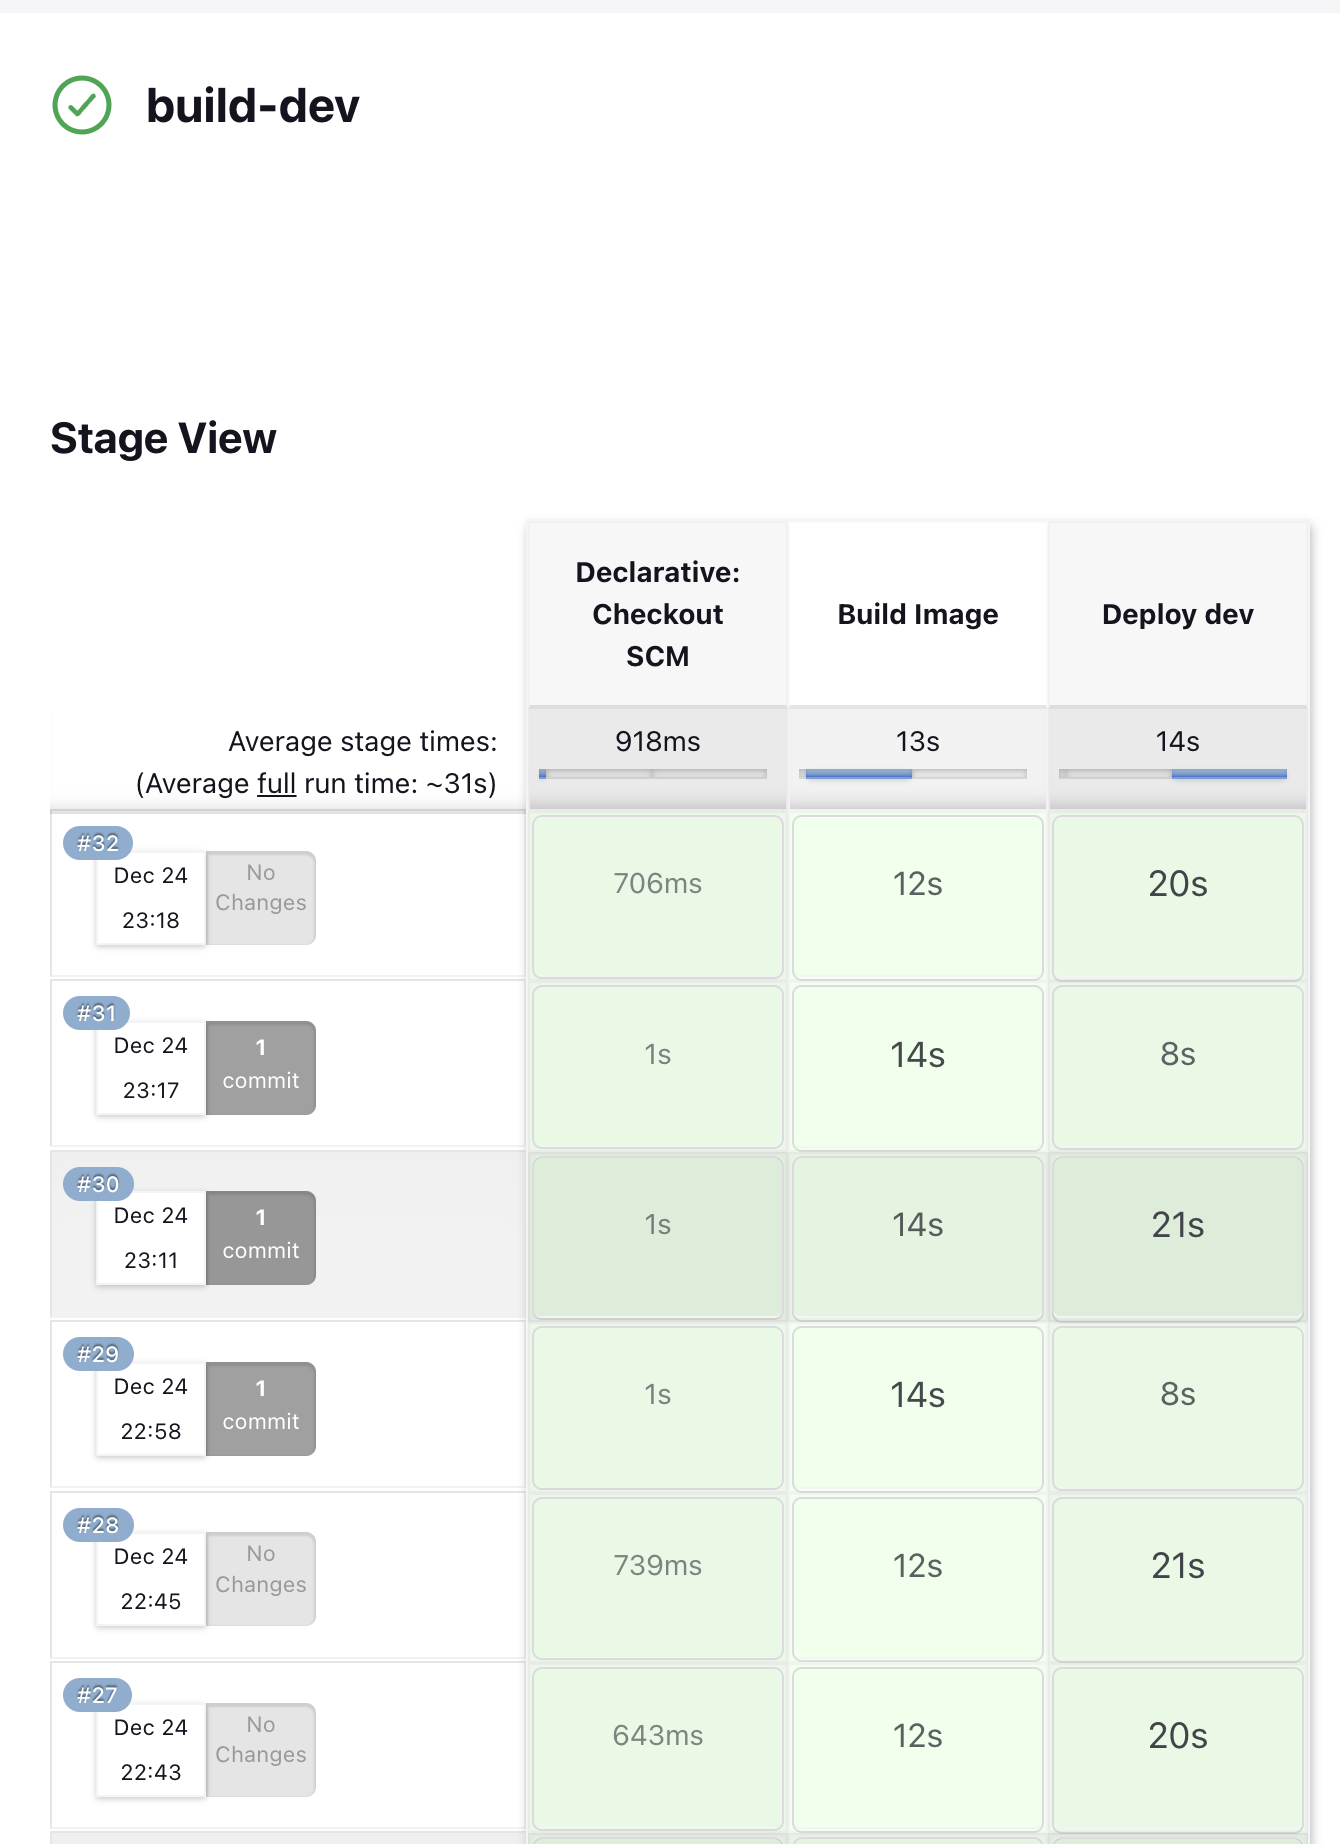 build-dev
Stage View
Declarative:
Checkout
SCM
Build Image
Deploy dev
Average stage times:
(Average full run time: ~31s)
918ms
13s
14s
#32
Dec 24
23:18
No
Changes
706ms
12s
20s
#31
Dec 24
23:17
1
commit
1s
14s
8s
#30
Dec 24
23:11
1
commit
1s
14s
21s
#29
Dec 24
22:58
1
commit
1s
14s
8s
#28
Dec 24
22:45
No
Changes
739ms
12s
21s
#27
Dec 24
22:43
No
Changes
643ms
12s
20s